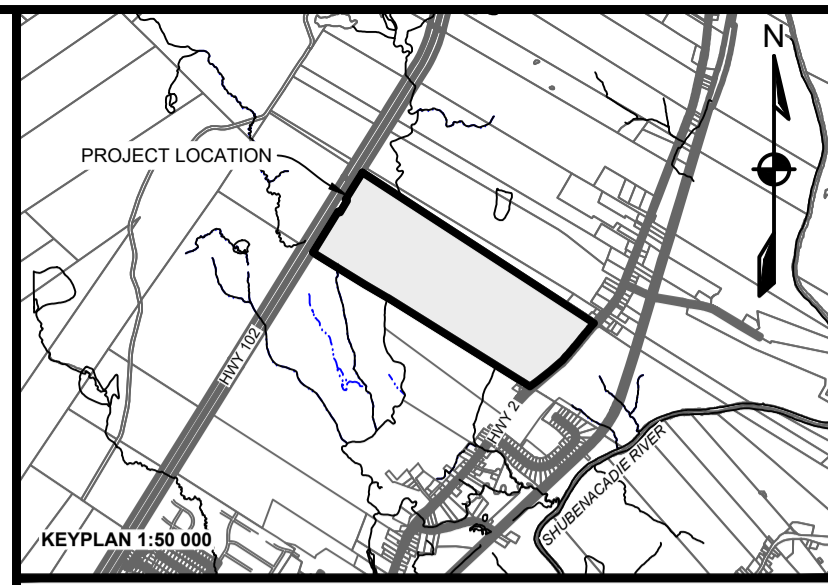 N
PROJECT LOCATION
HWY 102
HWY 2
SHUBENACADIE RIVER
KEYPLAN 1:50 000